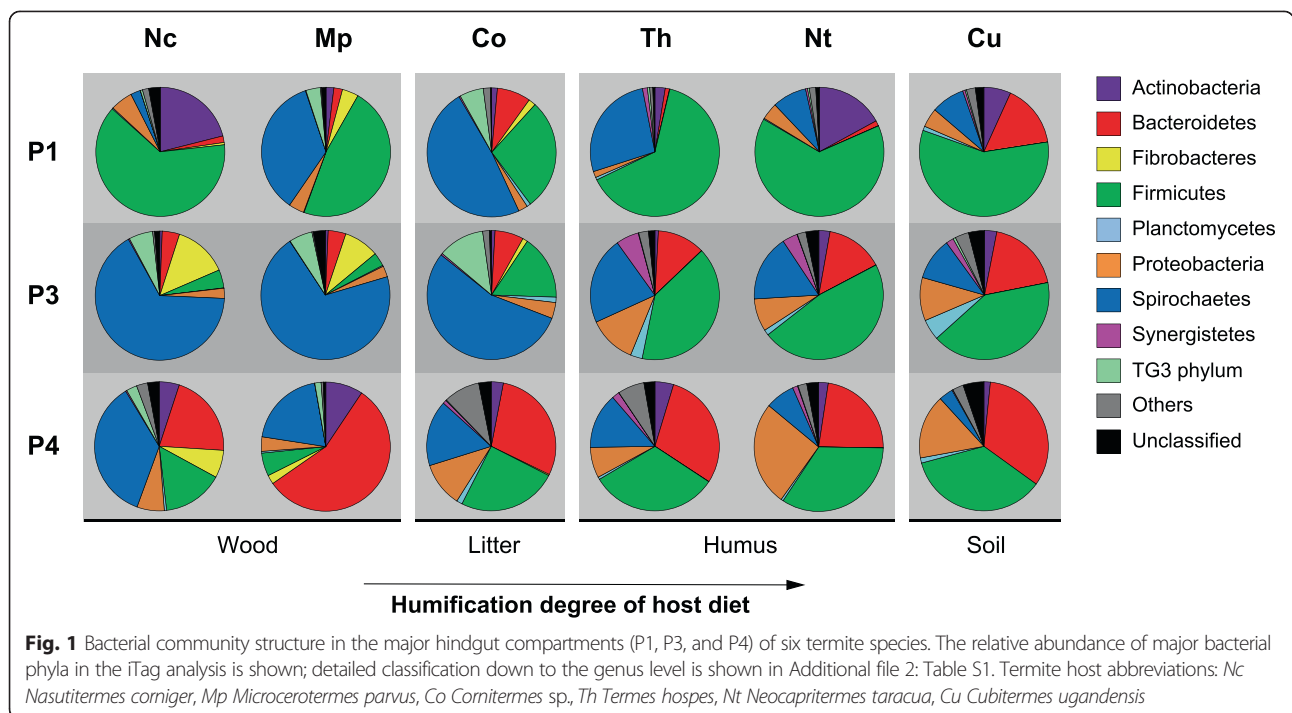 Nc Mp Co Th Nt Cu
P1
P3
P4
Actinobacteria
Bacteroidetes
Fibrobacteres
Firmicutes
Planctomycetes
Proteobacteria
Spirochaetes
Synergistetes
TG3 phylum
Others
Unclassified
Wood Litter Humus Soil
Humification degree of host diet
Fig. 1 Bacterial community structure in the major hindgut compartments (P1, P3, and P4) of six termite species. The relative abundance of major bacterial
phyla in the iTag analysis is shown; detailed classification down to the genus level is shown in Additional file 2: Table S1. Termite host abbreviations: Nc
Nasutitermes corniger, Mp Microcerotermes parvus, Co Cornitermes sp., Th Termes hospes, Nt Neocapritermes taracua, Cu Cubitermes ugandensis